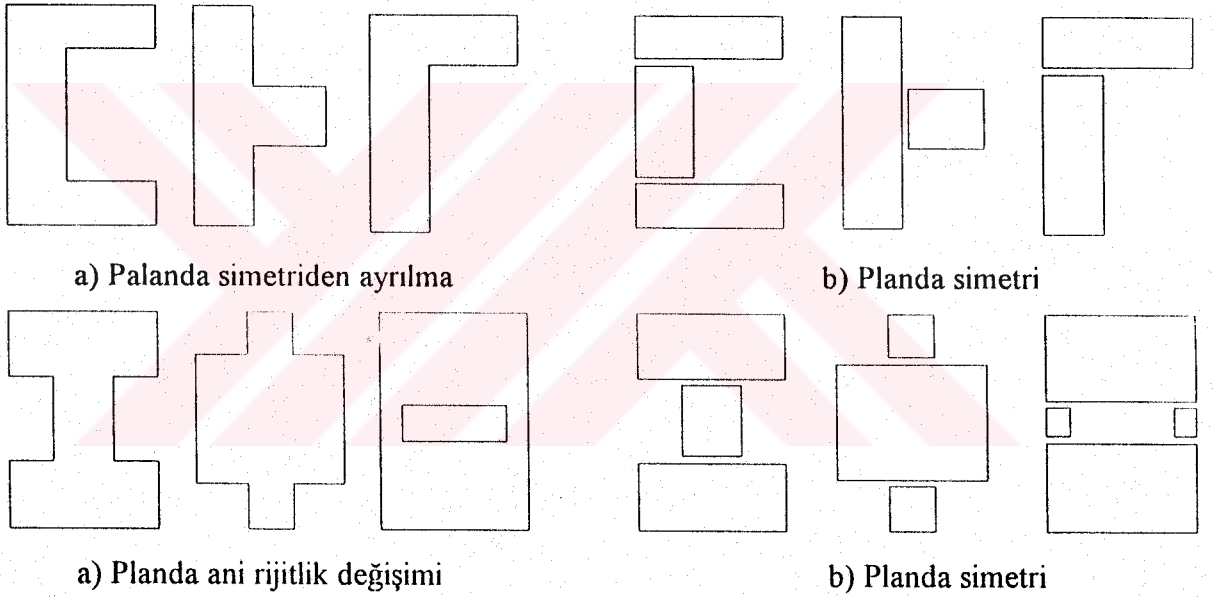 a) Palanda simetriden ayrılma
b) Planda simetri
a) Planda ani rijitlik değişimi
b) Planda simetri